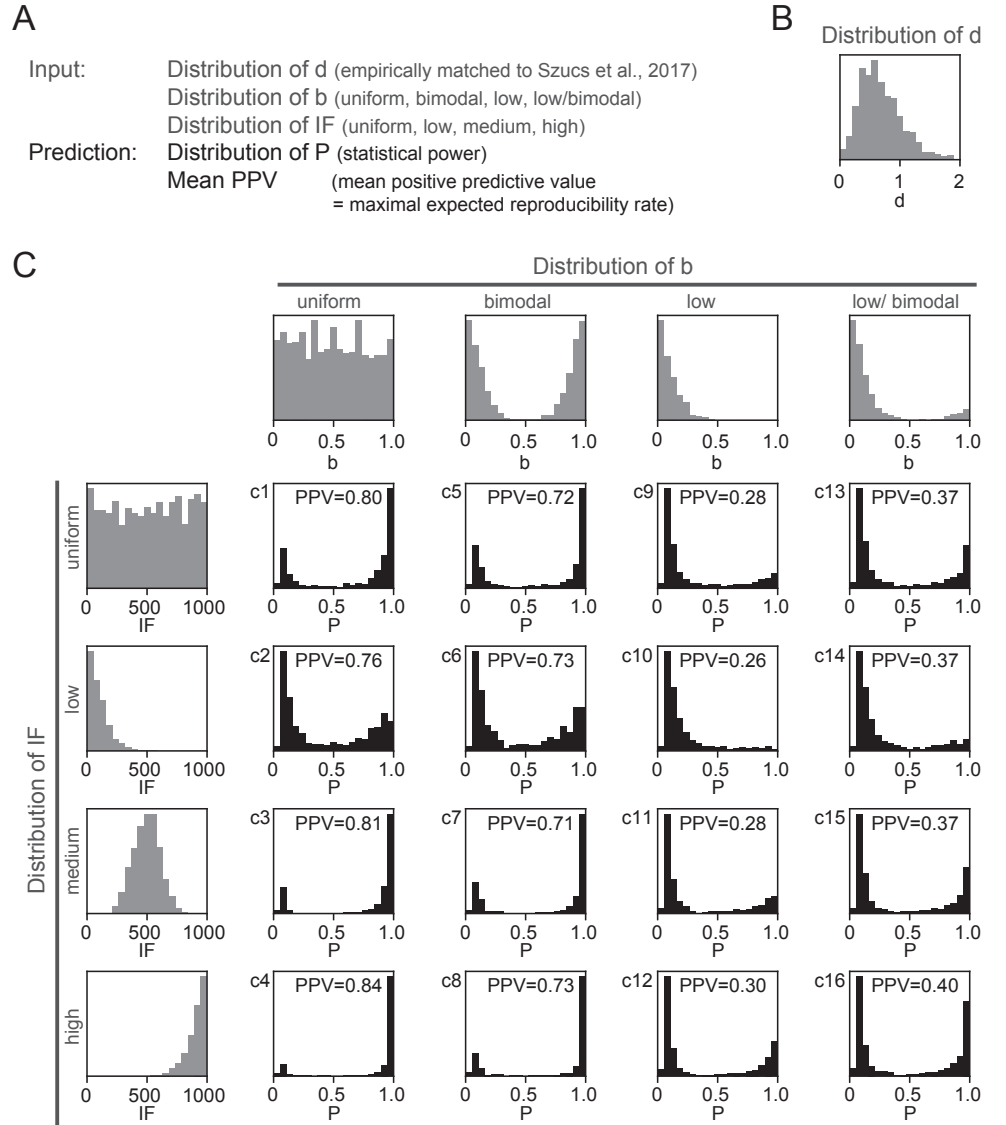 A
Input: Distribution of d (empirically matched to Szucs et al., 2017)
Distribution of b (uniform, bimodal, low, low/bimodal)
Distribution of IF (uniform, low, medium, high)
Prediction: Distribution of P (statistical power)
Mean PPV (mean positive predictive value
= maximal expected reproducibility rate)
B
Distribution of d
0 1 2
d
C
Distribution of b
uniform bimodal low low/ bimodal
0 0.5 1.0 0 0.5 1.0 0 0.5 1.0 0 0.5 1.0
b b b b
Distribution of IF
uniform
c1 PPV=0.80 c5 PPV=0.72 c9 PPV=0.28 c13 PPV=0.37
0 500 1000 0 0.5 1.0 0 0.5 1.0 0 0.5 1.0 0 0.5 1.0
IF P P P P
low
c2 PPV=0.76 c6 PPV=0.73 c10 PPV=0.26 c14 PPV=0.37
0 500 1000 0 0.5 1.0 0 0.5 1.0 0 0.5 1.0 0 0.5 1.0
IF P P P P
medium
c3 PPV=0.81 c7 PPV=0.71 c11 PPV=0.28 c15 PPV=0.37
0 500 1000 0 0.5 1.0 0 0.5 1.0 0 0.5 1.0 0 0.5 1.0
IF P P P P
high
c4 PPV=0.84 c8 PPV=0.73 c12 PPV=0.30 c16 PPV=0.40
0 500 1000 0 0.5 1.0 0 0.5 1.0 0 0.5 1.0 0 0.5 1.0
IF P P P P